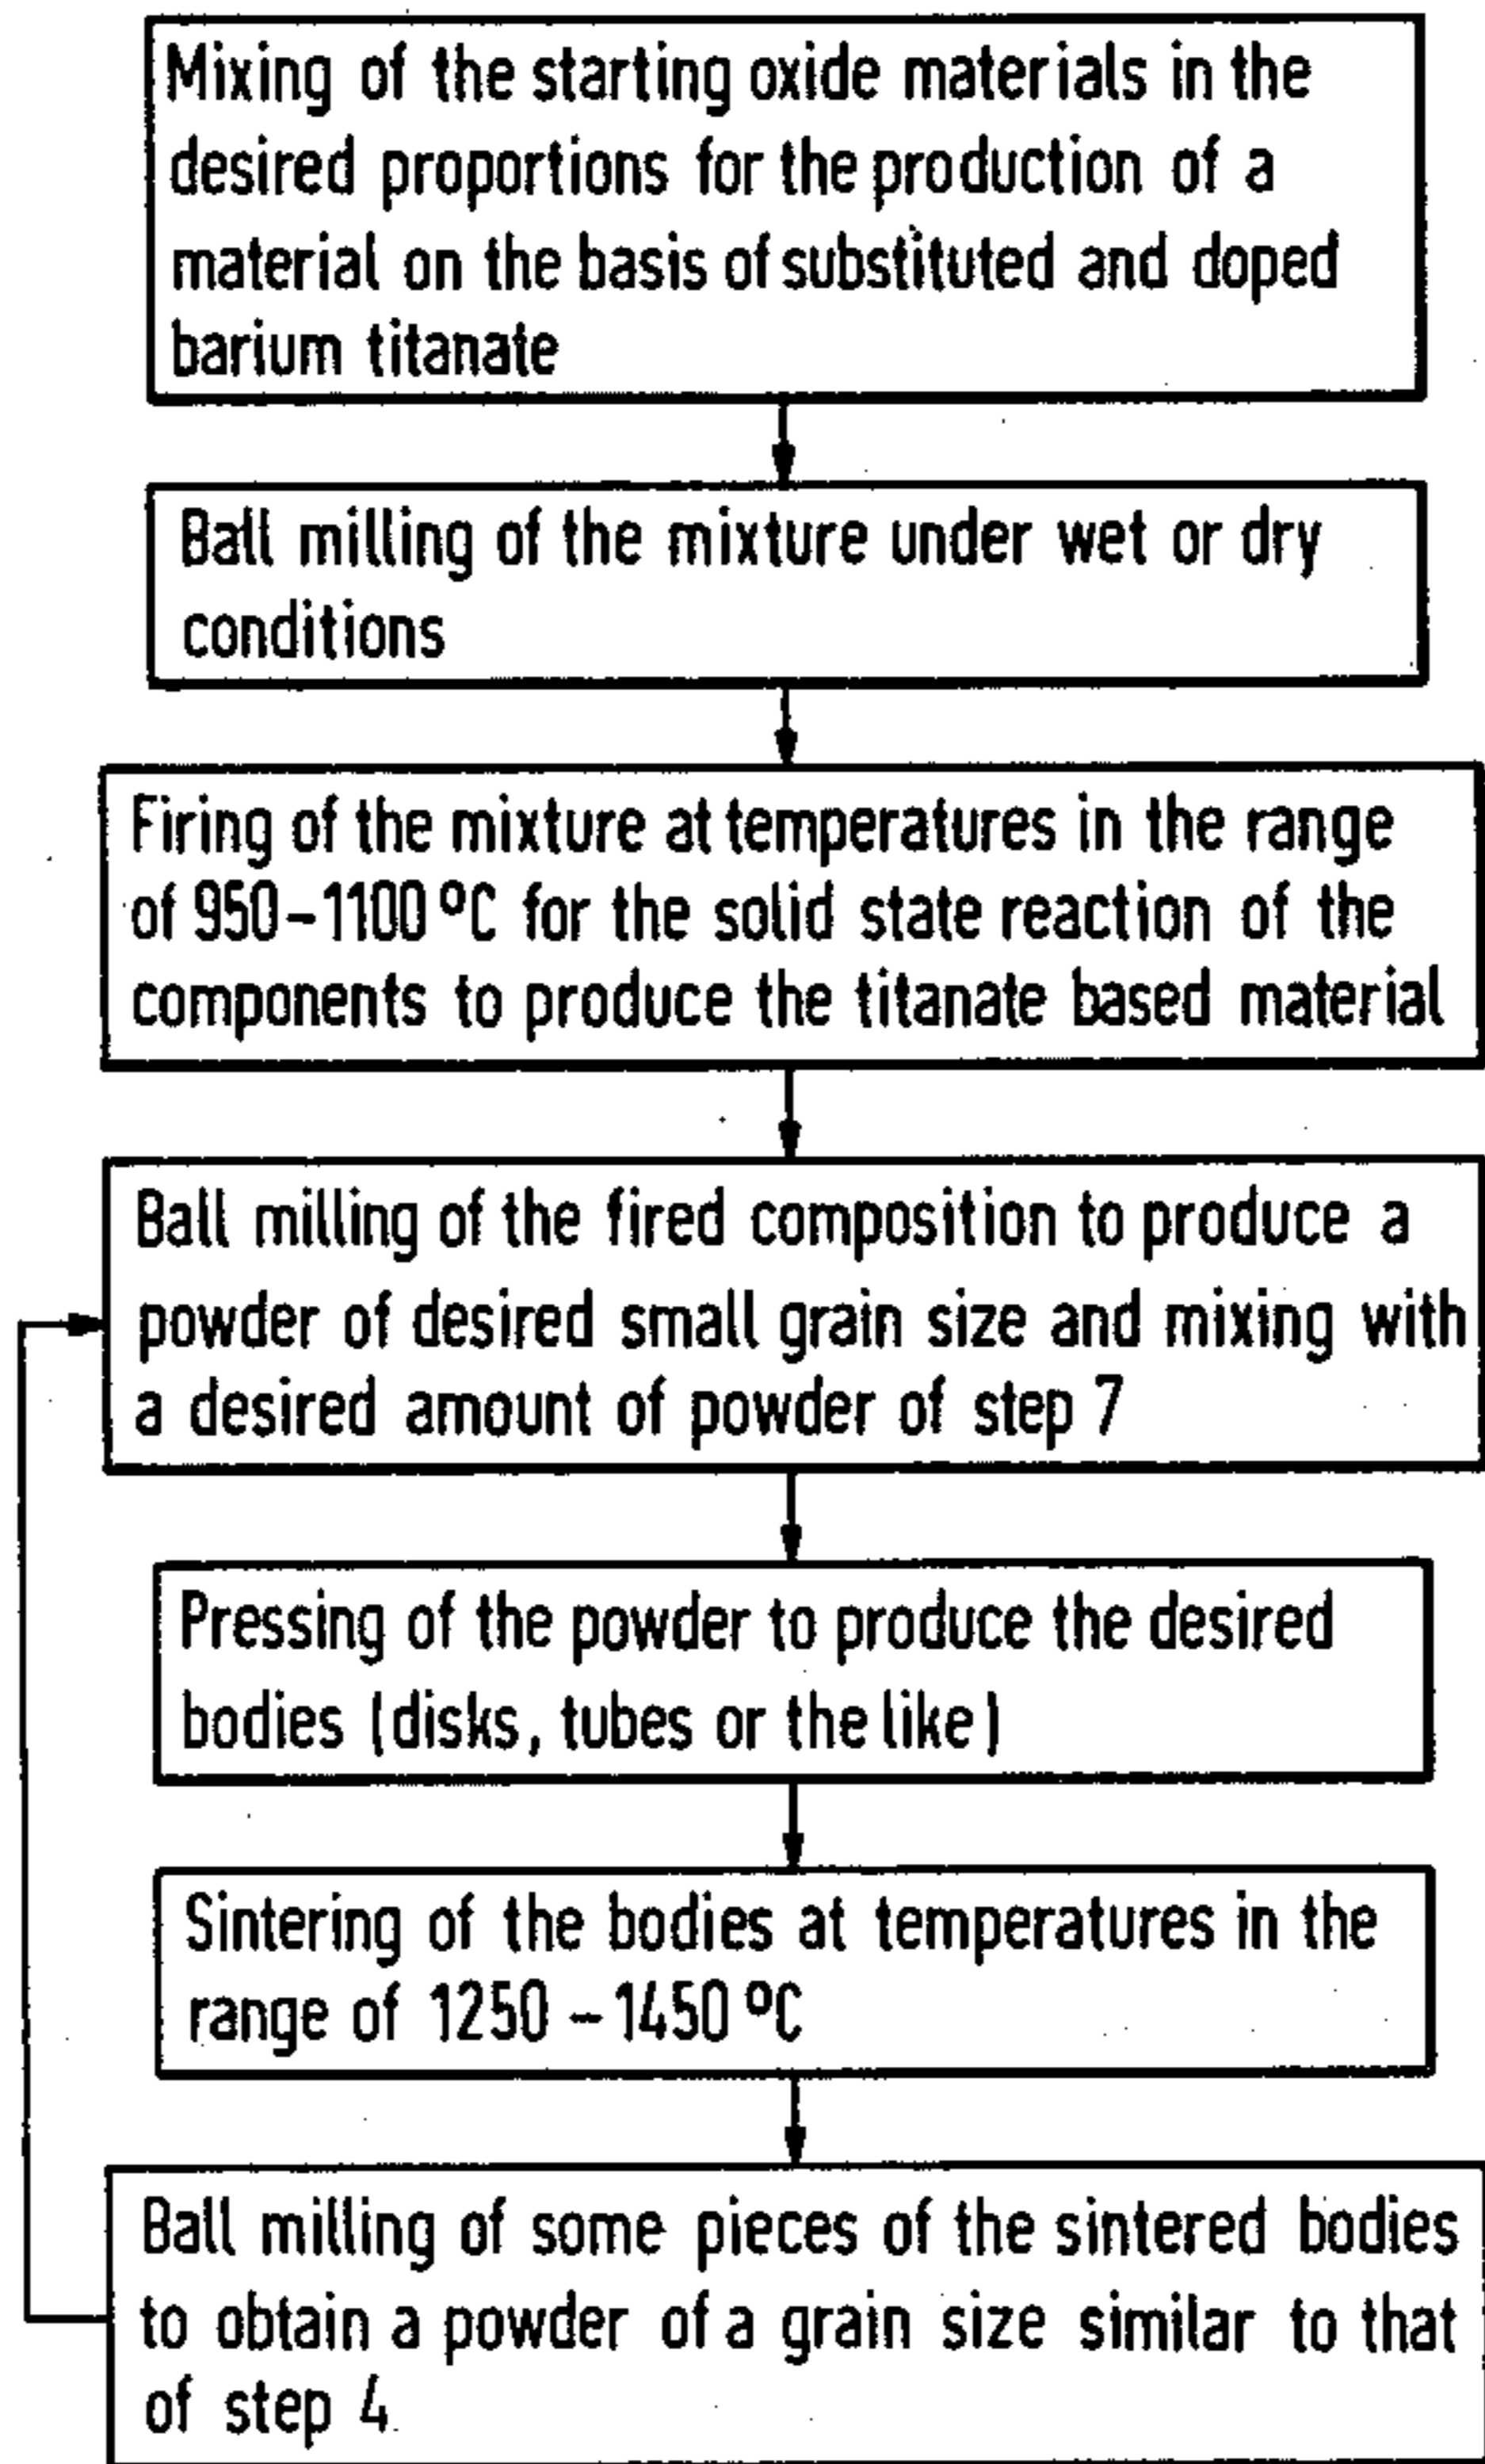 Mixing of the starting oxide materials in the
desired proportions for the production of a
material on the basis of substituted and doped
barium titanate
Ball milling of the mixture under wet or dry
conditions
Firing of the mixture at temperatures in the range
of 950-1100 °C for the solid state reaction of the
components to produce the titanate based material
Ball milling of the fired composition to produce a
powder of desired small grain size and mixing with
a desired amount of powder of step 7
Pressing of the powder to produce the desired
bodies (disks, tubes or the like)
Sintering of the bodies at temperatures in the
range of 1250 - 1450 °C
Ball milling of some pieces of the sintered bodies
to obtain a powder of a grain size similar to that
of step 4